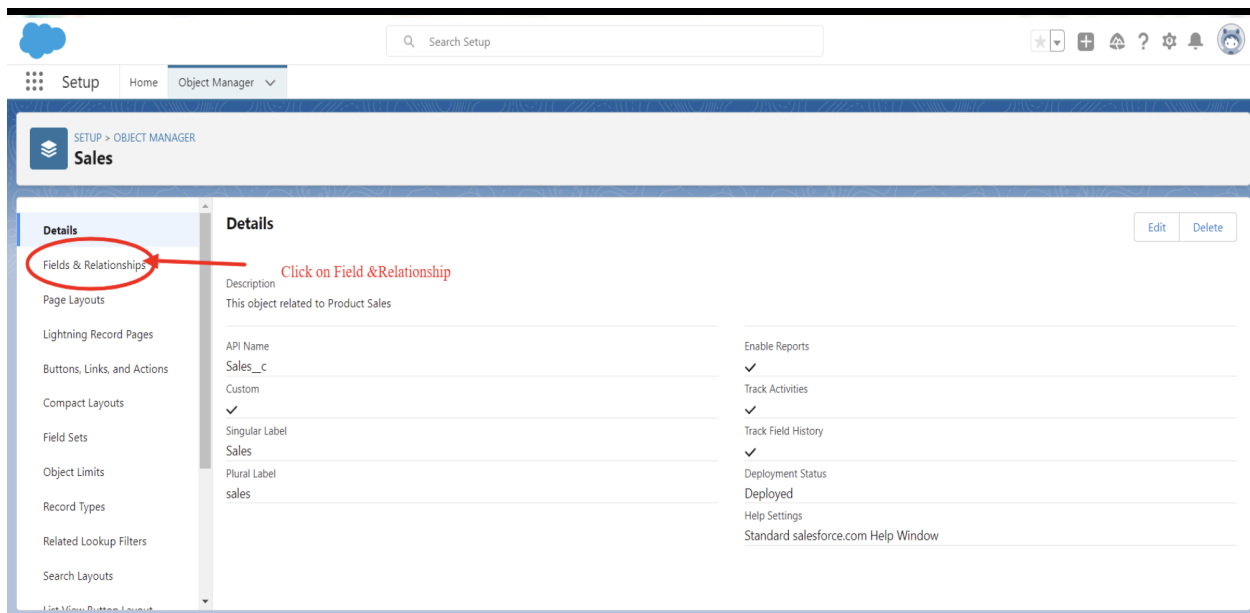 Search Setup
Setup
Home
Object Manager
SETUP > OBJECT MANAGER
Sales
Details
Fields & Relationships
Page Layouts
Lightning Record Pages
Buttons, Links, and Actions
Compact Layouts
Field Sets
Object Limits
Record Types
Related Lookup Filters
Search Layouts
List View Button Layout
Details
Edit
Delete
Click on Field &Relationship
Description
This object related to Product Sales
API Name
Sales__c
Custom
Singular Label
Sales
Plural Label
sales
Enable Reports
Track Activities
Track Field History
Deployment Status
Deployed
Help Settings
Standard salesforce.com Help Window